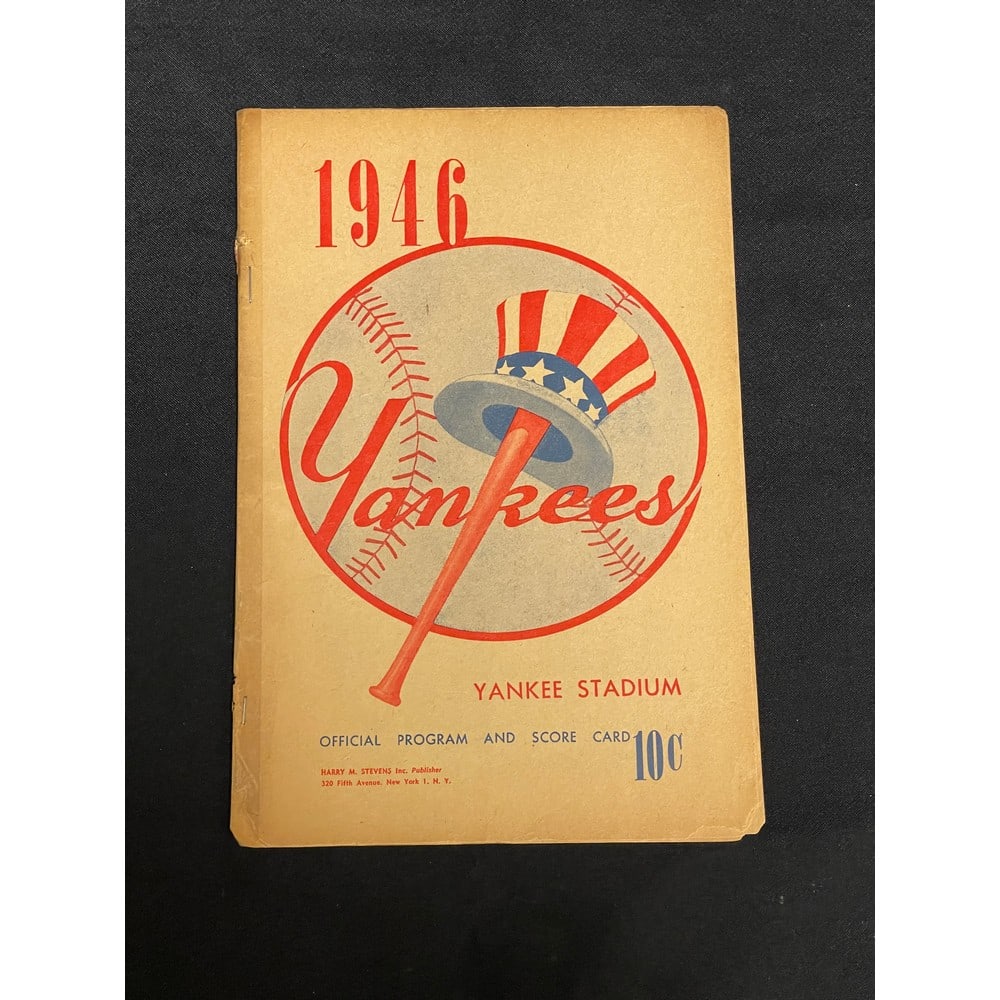 1946
Yankees
YANKEE STADIUM
OFFICIAL PROGRAM AND SCORE CARD 10¢
HARRY M. STEVENS Inc. Publisher
320 Fifth Avenue, New York 1, N. Y.